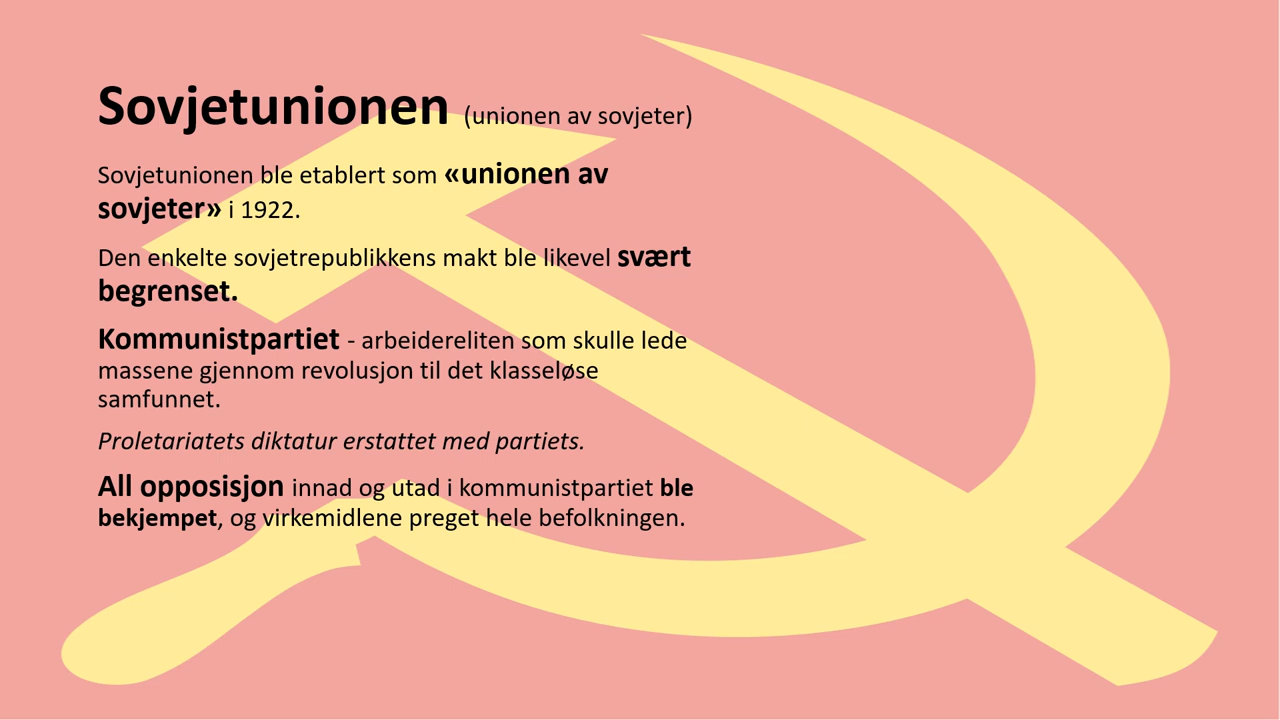 Sovjetunionen (unionen av sovjeter)
Sovjetunionen ble etablert som «unionen av
sovjeter» i 1922.
Den enkelte sovjetrepublikkens makt ble likevel svært
begrenset.
Kommunistpartiet - arbeidereliten som skulle lede
massene gjennom revolusjon til det klasseløse
samfunnet.
Proletariatets diktatur erstattet med partiets.
All opposisjon innad og utad i kommunistpartiet ble
bekjempet, og virkemidlene preget hele befolkningen.